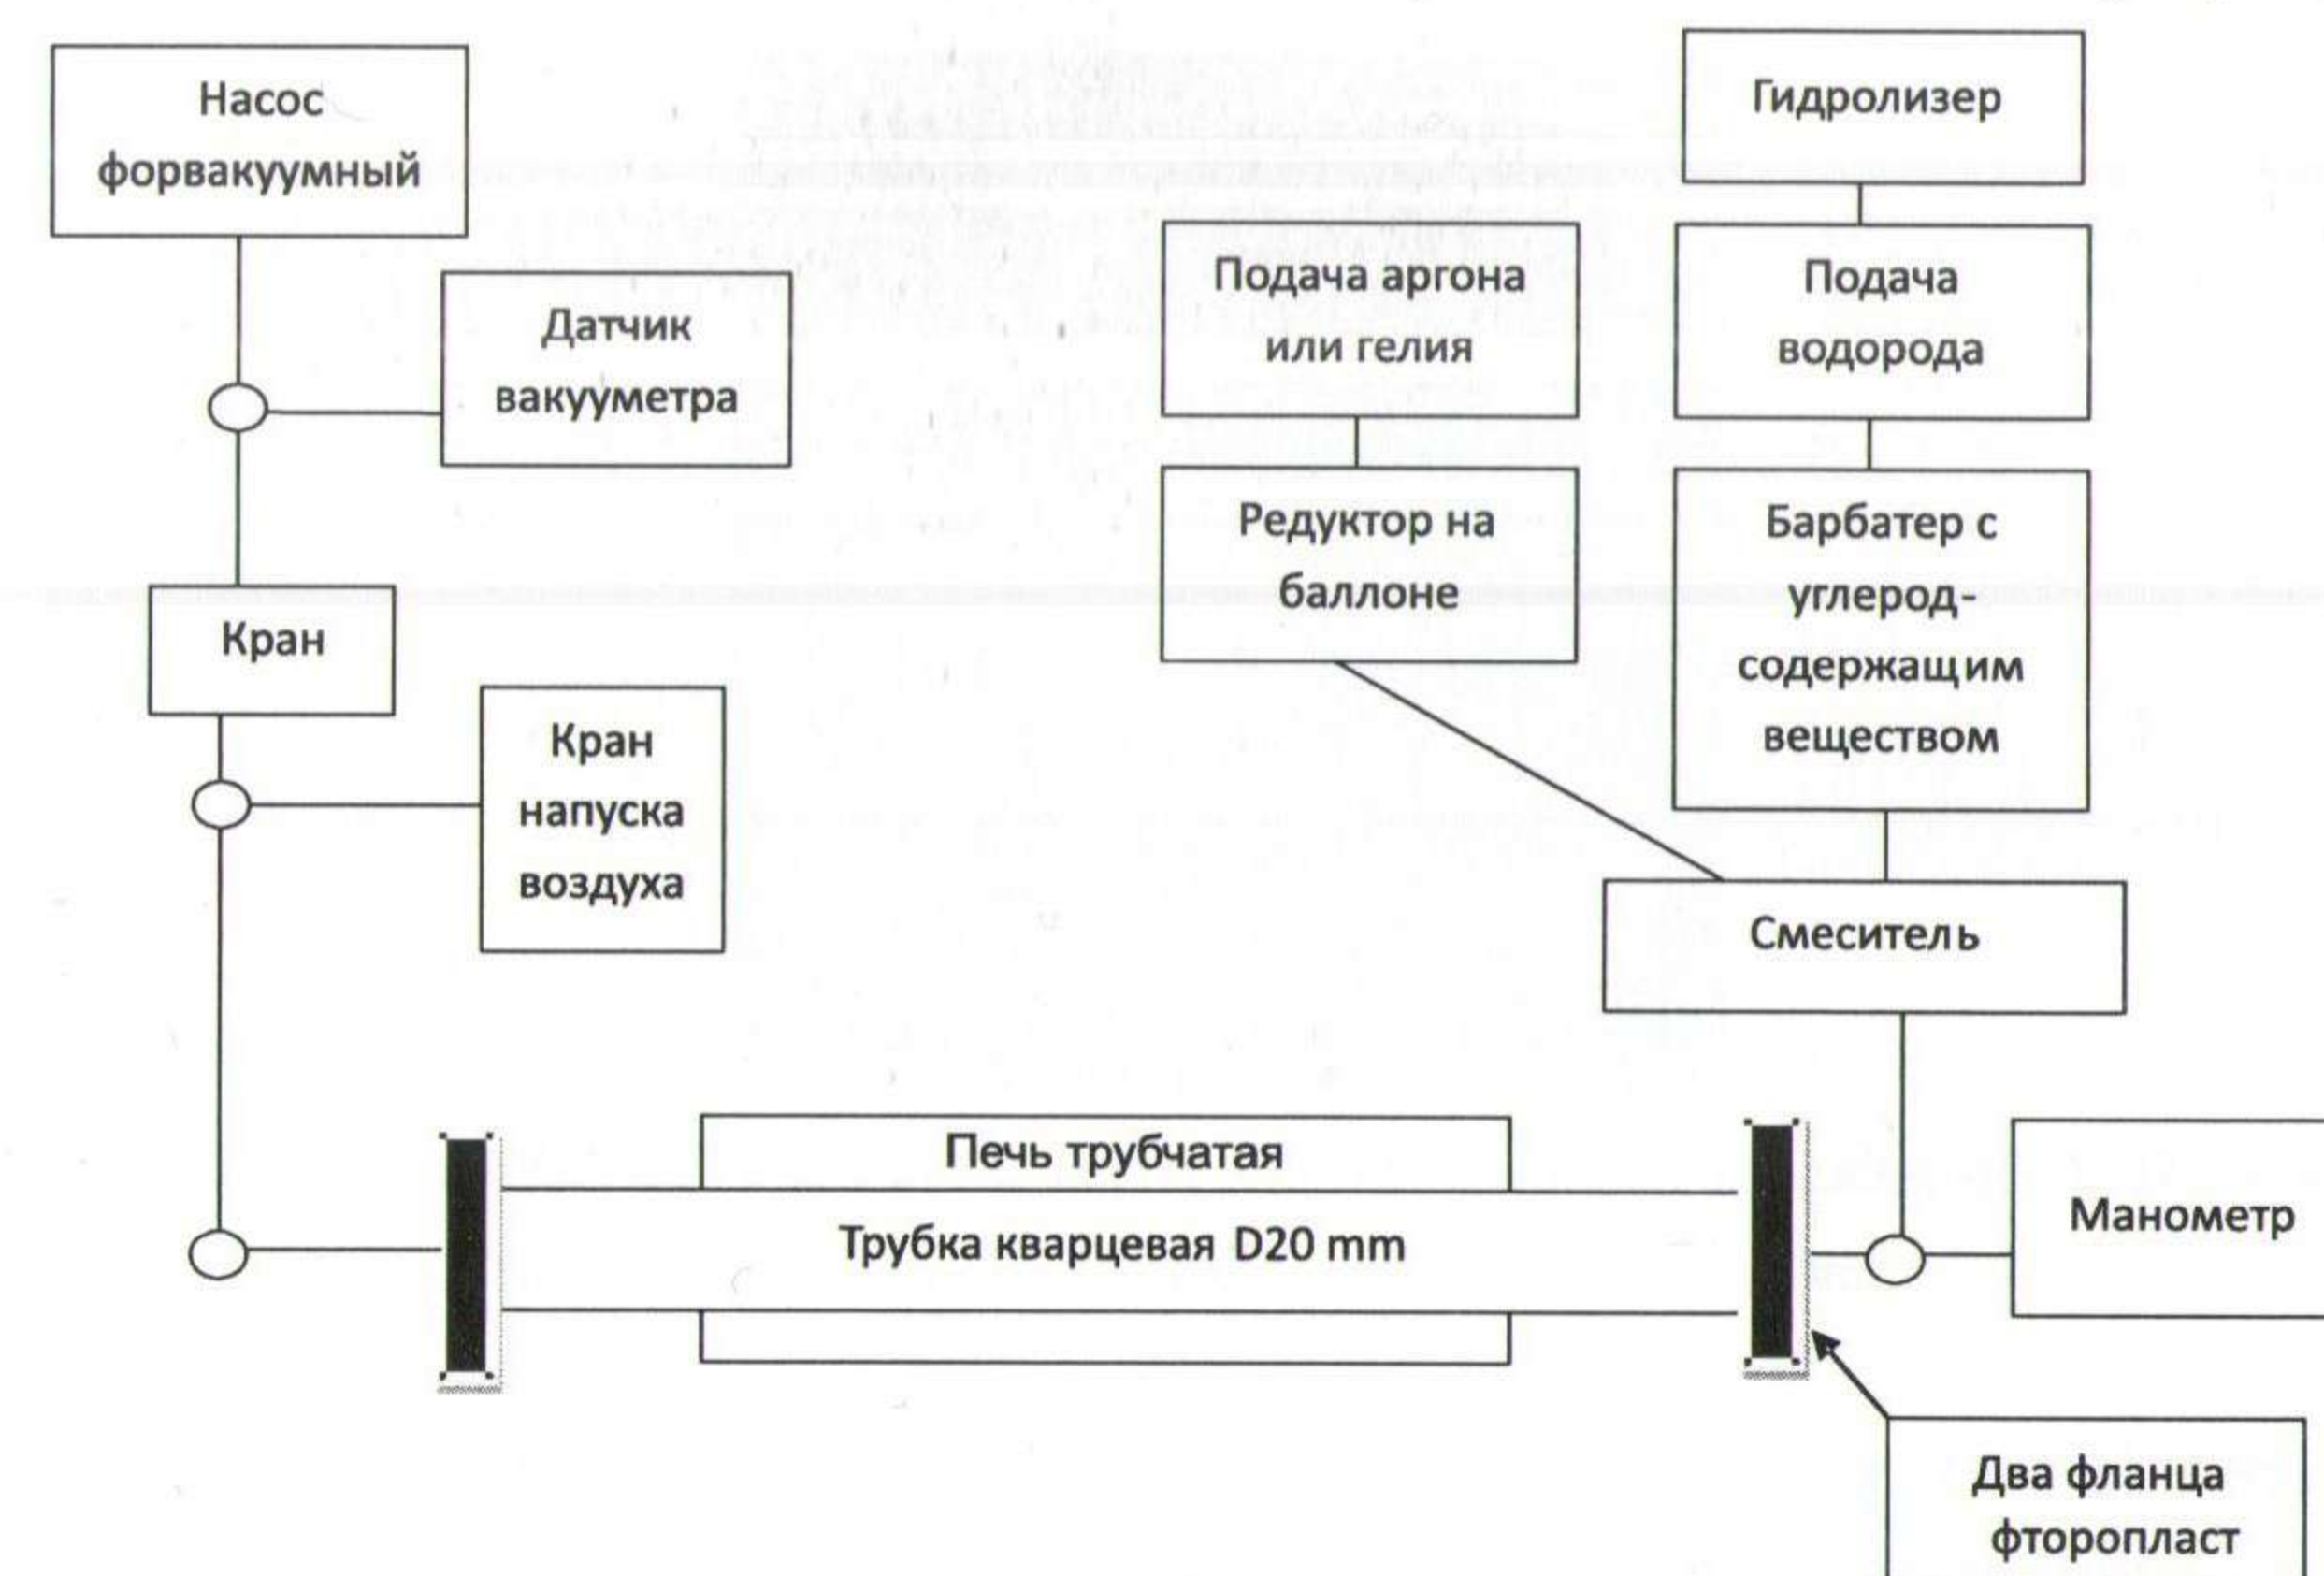 Насос
форвакуумный
Датчик
вакууметра
Кран
Кран
напуска
воздуха
Подача аргона
или гелия
Редуктор на
баллоне
Гидролизер
Подача
водорода
Барбатер с
углерод-
содержащим
веществом
Смеситель
Печь трубчатая
Трубка кварцевая D20 mm
Манометр
Два фланца
фторопласт